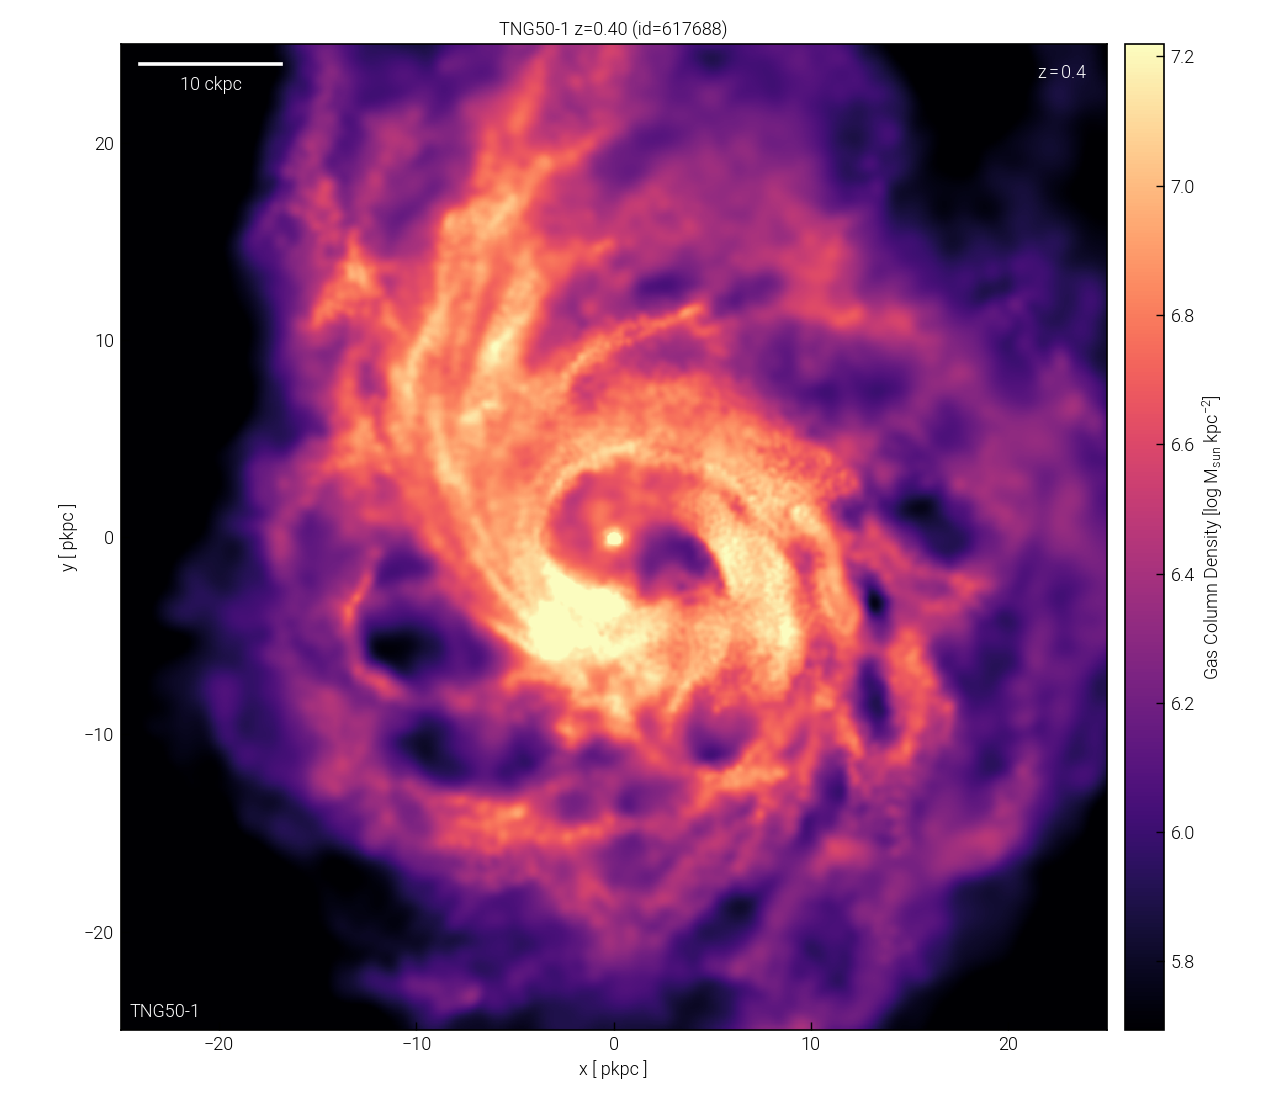 TNG50-1 z=0.40 (id=617688)
10 ckpc
z=0.4
TNG50-1
20
10
0
−10
−20
y [ pkpc ]
−20
−10
0
10
20
x [ pkpc ]
7.2
7.0
6.8
6.6
6.4
6.2
6.0
5.8
Gas Column Density [log Msun kpc−2]